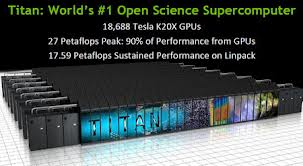 Titan: World's #1 Open Science Supercomputer
18,688 Tesla K20X GPUs
27 Petaflops Peak: 90% of Performance from GPUs
17.59 Petaflops Sustained Performance on Linpack
TITAN